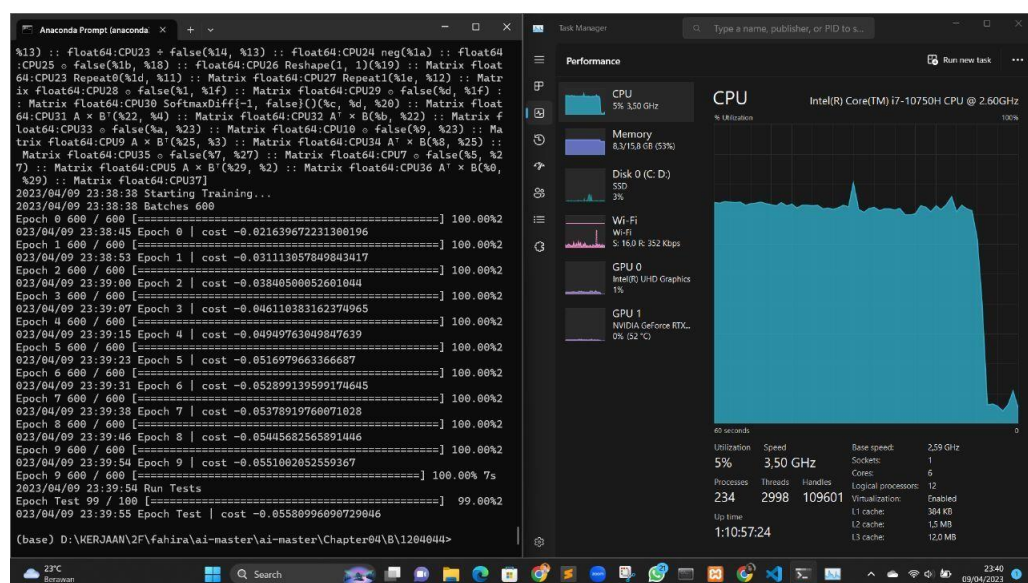 Anaconda Prompt (anaconda
%13) :: float64:CPU23 ÷ false(%14, %13) :: float64:CPU24 neg(%1a) :: float64
:CPU25 ⊙ false(%1b, %18) :: float64:CPU26 Reshape(1, 1)(%19) :: Matrix float
64:CPU23 Repeat0(%1d, %11) :: Matrix float64:CPU27 Repeat1(%1e, %12) :: Matr
ix float64:CPU28 ⊙ false(%1, %1f) :: Matrix float64:CPU29 ⊙ false(%d, %1f) :
: Matrix float64:CPU30 SoftmaxDiff{-1, false}()(%c, %d, %20) :: Matrix float
64:CPU31 A × Bᵀ(%22, %4) :: Matrix float64:CPU32 Aᵀ × B(%b, %22) :: Matrix f
loat64:CPU33 ⊙ false(%a, %23) :: Matrix float64:CPU10 ⊙ false(%9, %23) :: Ma
trix float64:CPU9 A × Bᵀ(%25, %3) :: Matrix float64:CPU34 Aᵀ × B(%8, %25) ::
Matrix float64:CPU35 ⊙ false(%7, %27) :: Matrix float64:CPU7 ⊙ false(%5, %2
7) :: Matrix float64:CPU5 A × Bᵀ(%29, %2) :: Matrix float64:CPU36 Aᵀ × B(%0,
%29) :: Matrix float64:CPU37]
2023/04/09 23:38:38 Starting Training...
2023/04/09 23:38:38 Batches 600
Epoch 0 600 / 600 [======================================] 100.00%2
023/04/09 23:38:45 Epoch 0 | cost -0.021639672231300196
Epoch 1 600 / 600 [======================================] 100.00%2
023/04/09 23:38:53 Epoch 1 | cost -0.031113057849843417
Epoch 2 600 / 600 [======================================] 100.00%2
023/04/09 23:39:00 Epoch 2 | cost -0.03840500052601044
Epoch 3 600 / 600 [======================================] 100.00%2
023/04/09 23:39:07 Epoch 3 | cost -0.046110383162374965
Epoch 4 600 / 600 [======================================] 100.00%2
023/04/09 23:39:15 Epoch 4 | cost -0.04949763049847639
Epoch 5 600 / 600 [======================================] 100.00%2
023/04/09 23:39:23 Epoch 5 | cost -0.0516979663366687
Epoch 6 600 / 600 [======================================] 100.00%2
023/04/09 23:39:31 Epoch 6 | cost -0.052899139599174645
Epoch 7 600 / 600 [======================================] 100.00%2
023/04/09 23:39:38 Epoch 7 | cost -0.05378919760071028
Epoch 8 600 / 600 [======================================] 100.00%2
023/04/09 23:39:46 Epoch 8 | cost -0.05445682565891446
Epoch 9 600 / 600 [======================================] 100.00%2
023/04/09 23:39:54 Epoch 9 | cost -0.0551002052559367
Epoch 9 600 / 600 [====================================] 100.00% 7s
2023/04/09 23:39:54 Run Tests
Epoch Test 99 / 100 [====================================] 99.00%2
023/04/09 23:39:55 Epoch Test | cost -0.05580996090729046
(base) D:\KERJAAN\2F\fahira\ai-master\ai-master\Chapter04\B\1204044>
Task Manager
Type a name, publisher, or PID to s...
Performance
Run new task
CPU
5% 3,50 GHz
Memory
8,3/15,8 GB (53%)
Disk 0 (C: D:)
SSD
3%
Wi-Fi
Wi-Fi
S: 16,0 R: 352 Kbps
GPU 0
Intel(R) UHD Graphics
1%
GPU 1
NVIDIA GeForce RTX...
0% (52 °C)
CPU
Intel(R) Core(TM) i7-10750H CPU @ 2.60GHz
% Utilization
100%
60 seconds
0
Utilization Speed
5% 3,50 GHz
Processes Threads Handles
234 2998 109601
Up time
1:10:57:24
Base speed: 2,59 GHz
Sockets: 1
Cores: 6
Logical processors: 12
Virtualization: Enabled
L1 cache: 384 KB
L2 cache: 1,5 MB
L3 cache: 12,0 MB
23°C
Berawan
Search
23:40
09/04/2023